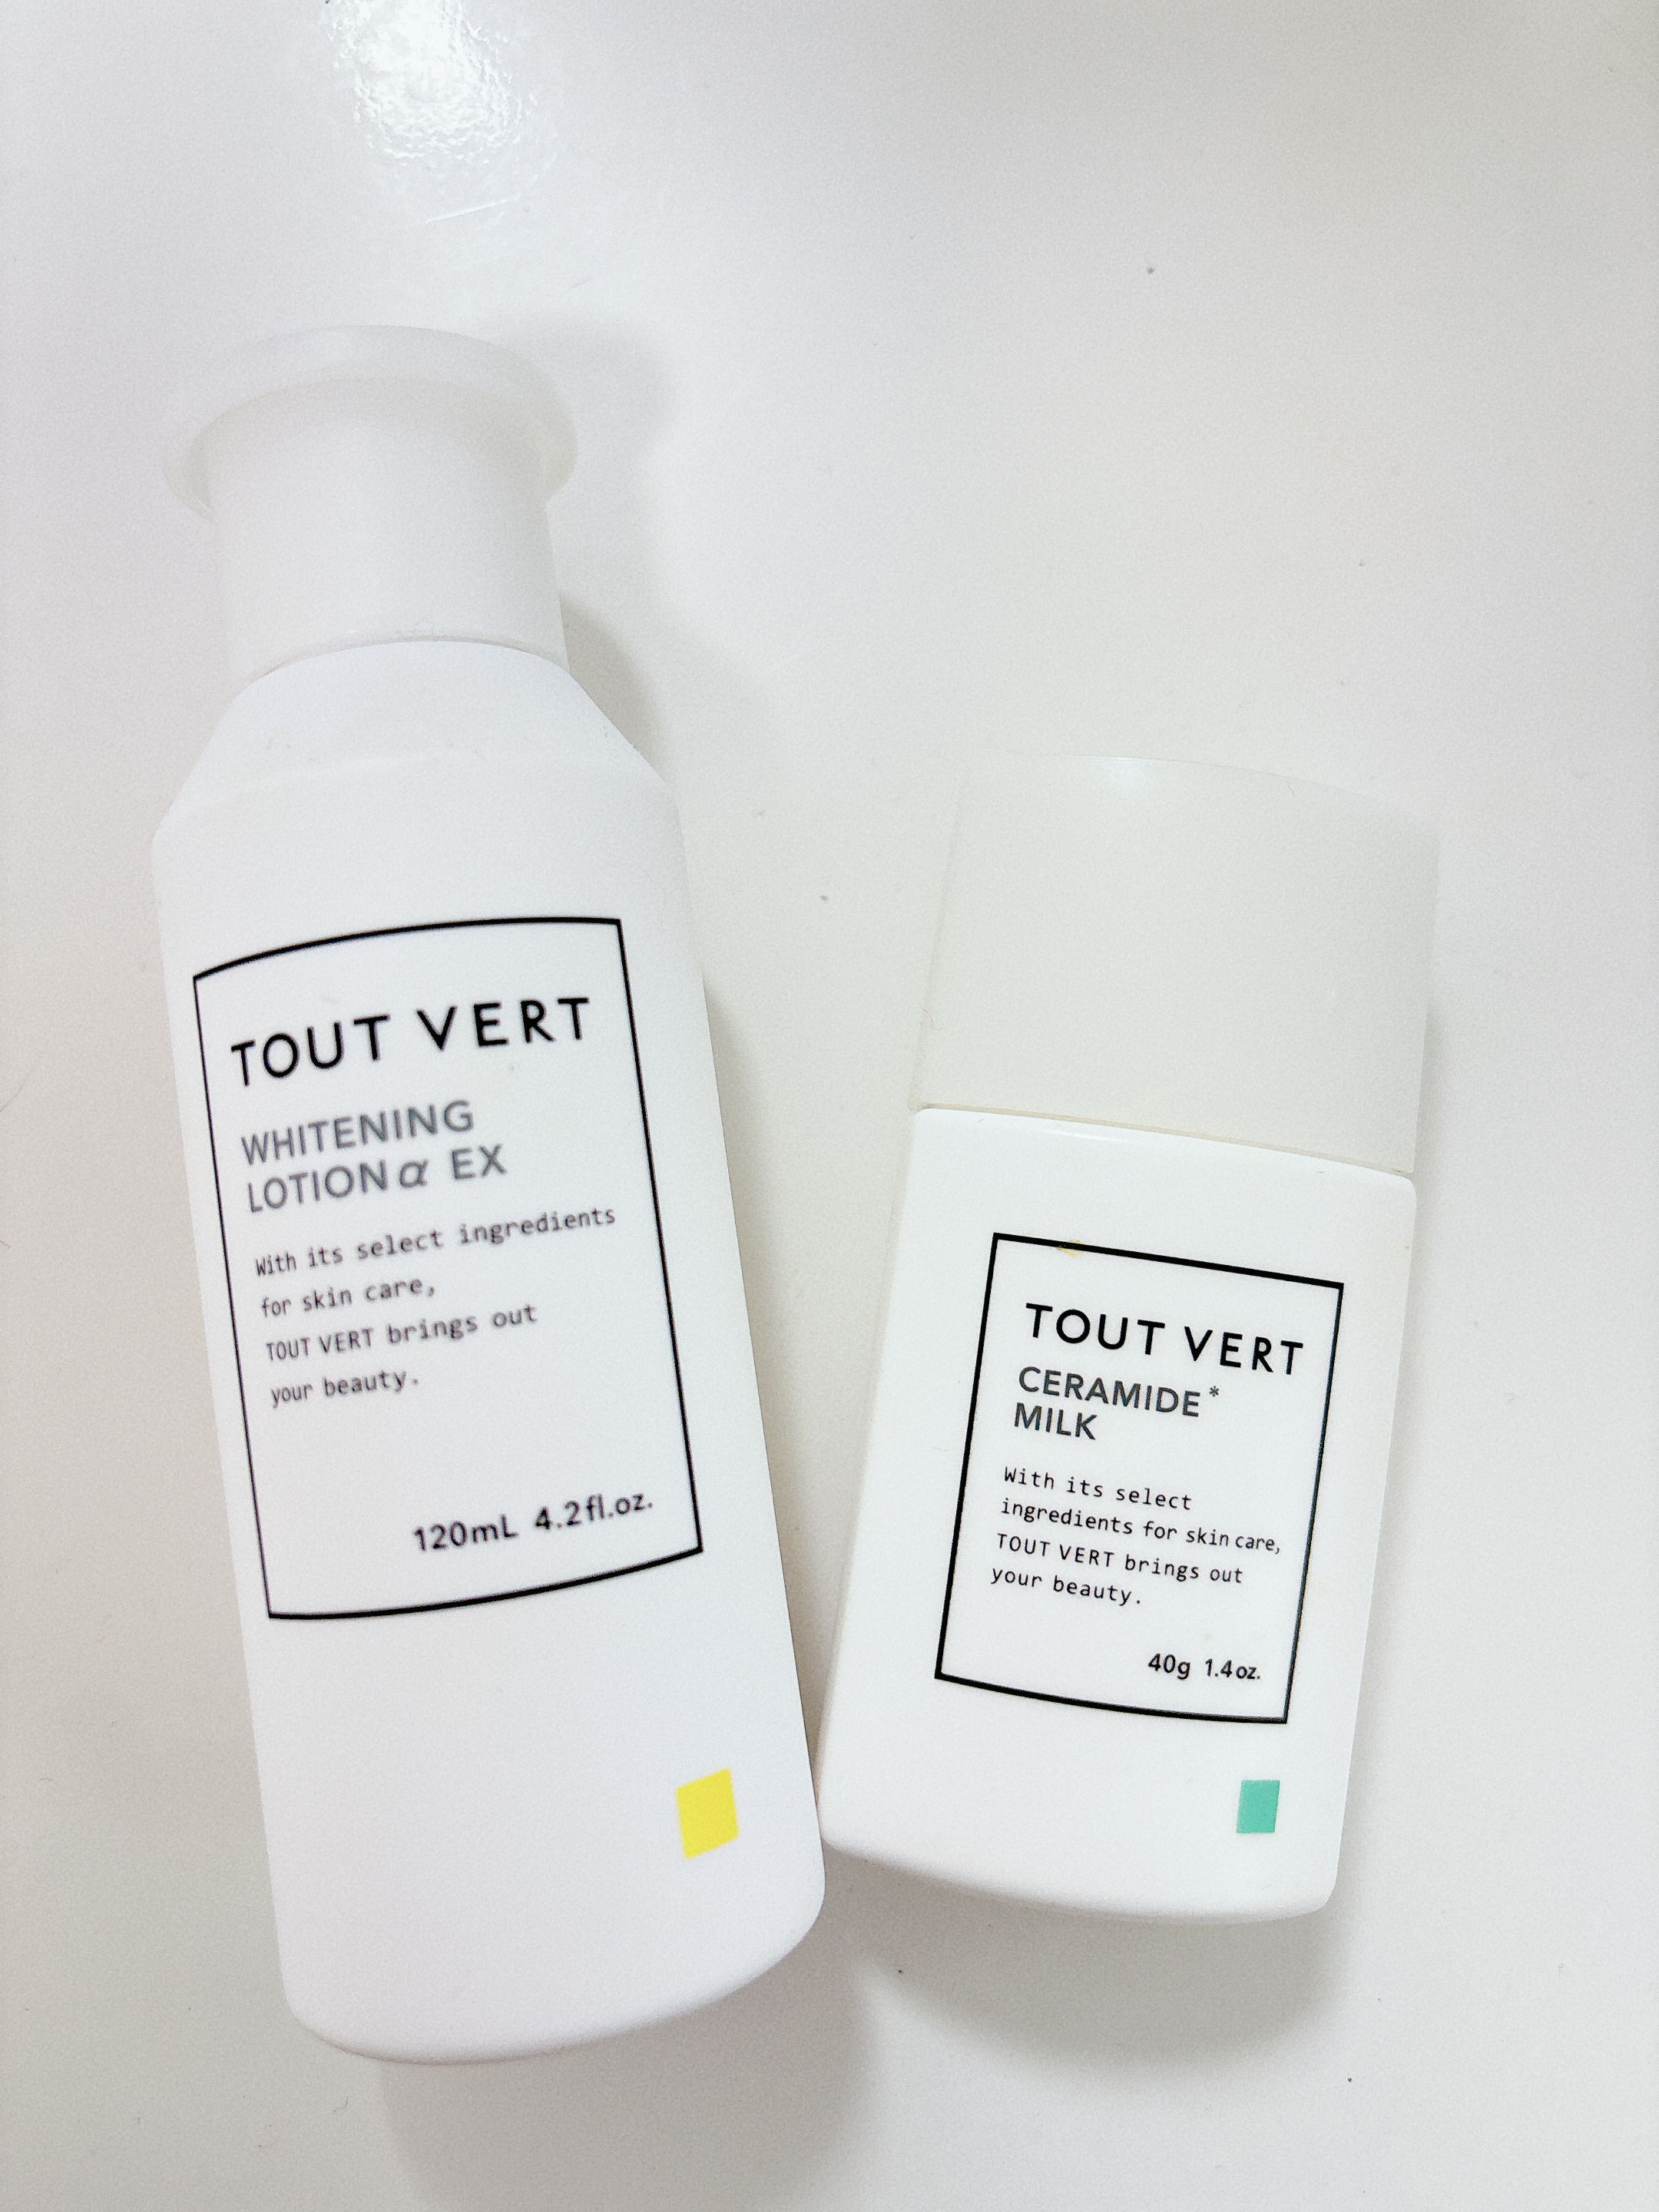 TOUT VERT
WHITENING
LOTION α EX
With its select ingredients
for skin care,
TOUT VERT brings out
your beauty.
120mL 4.2fl.oz.
TOUT VERT
CERAMIDE*
MILK
With its select
ingredients for skin care,
TOUT VERT brings out
your beauty.
40g 1.4oz.